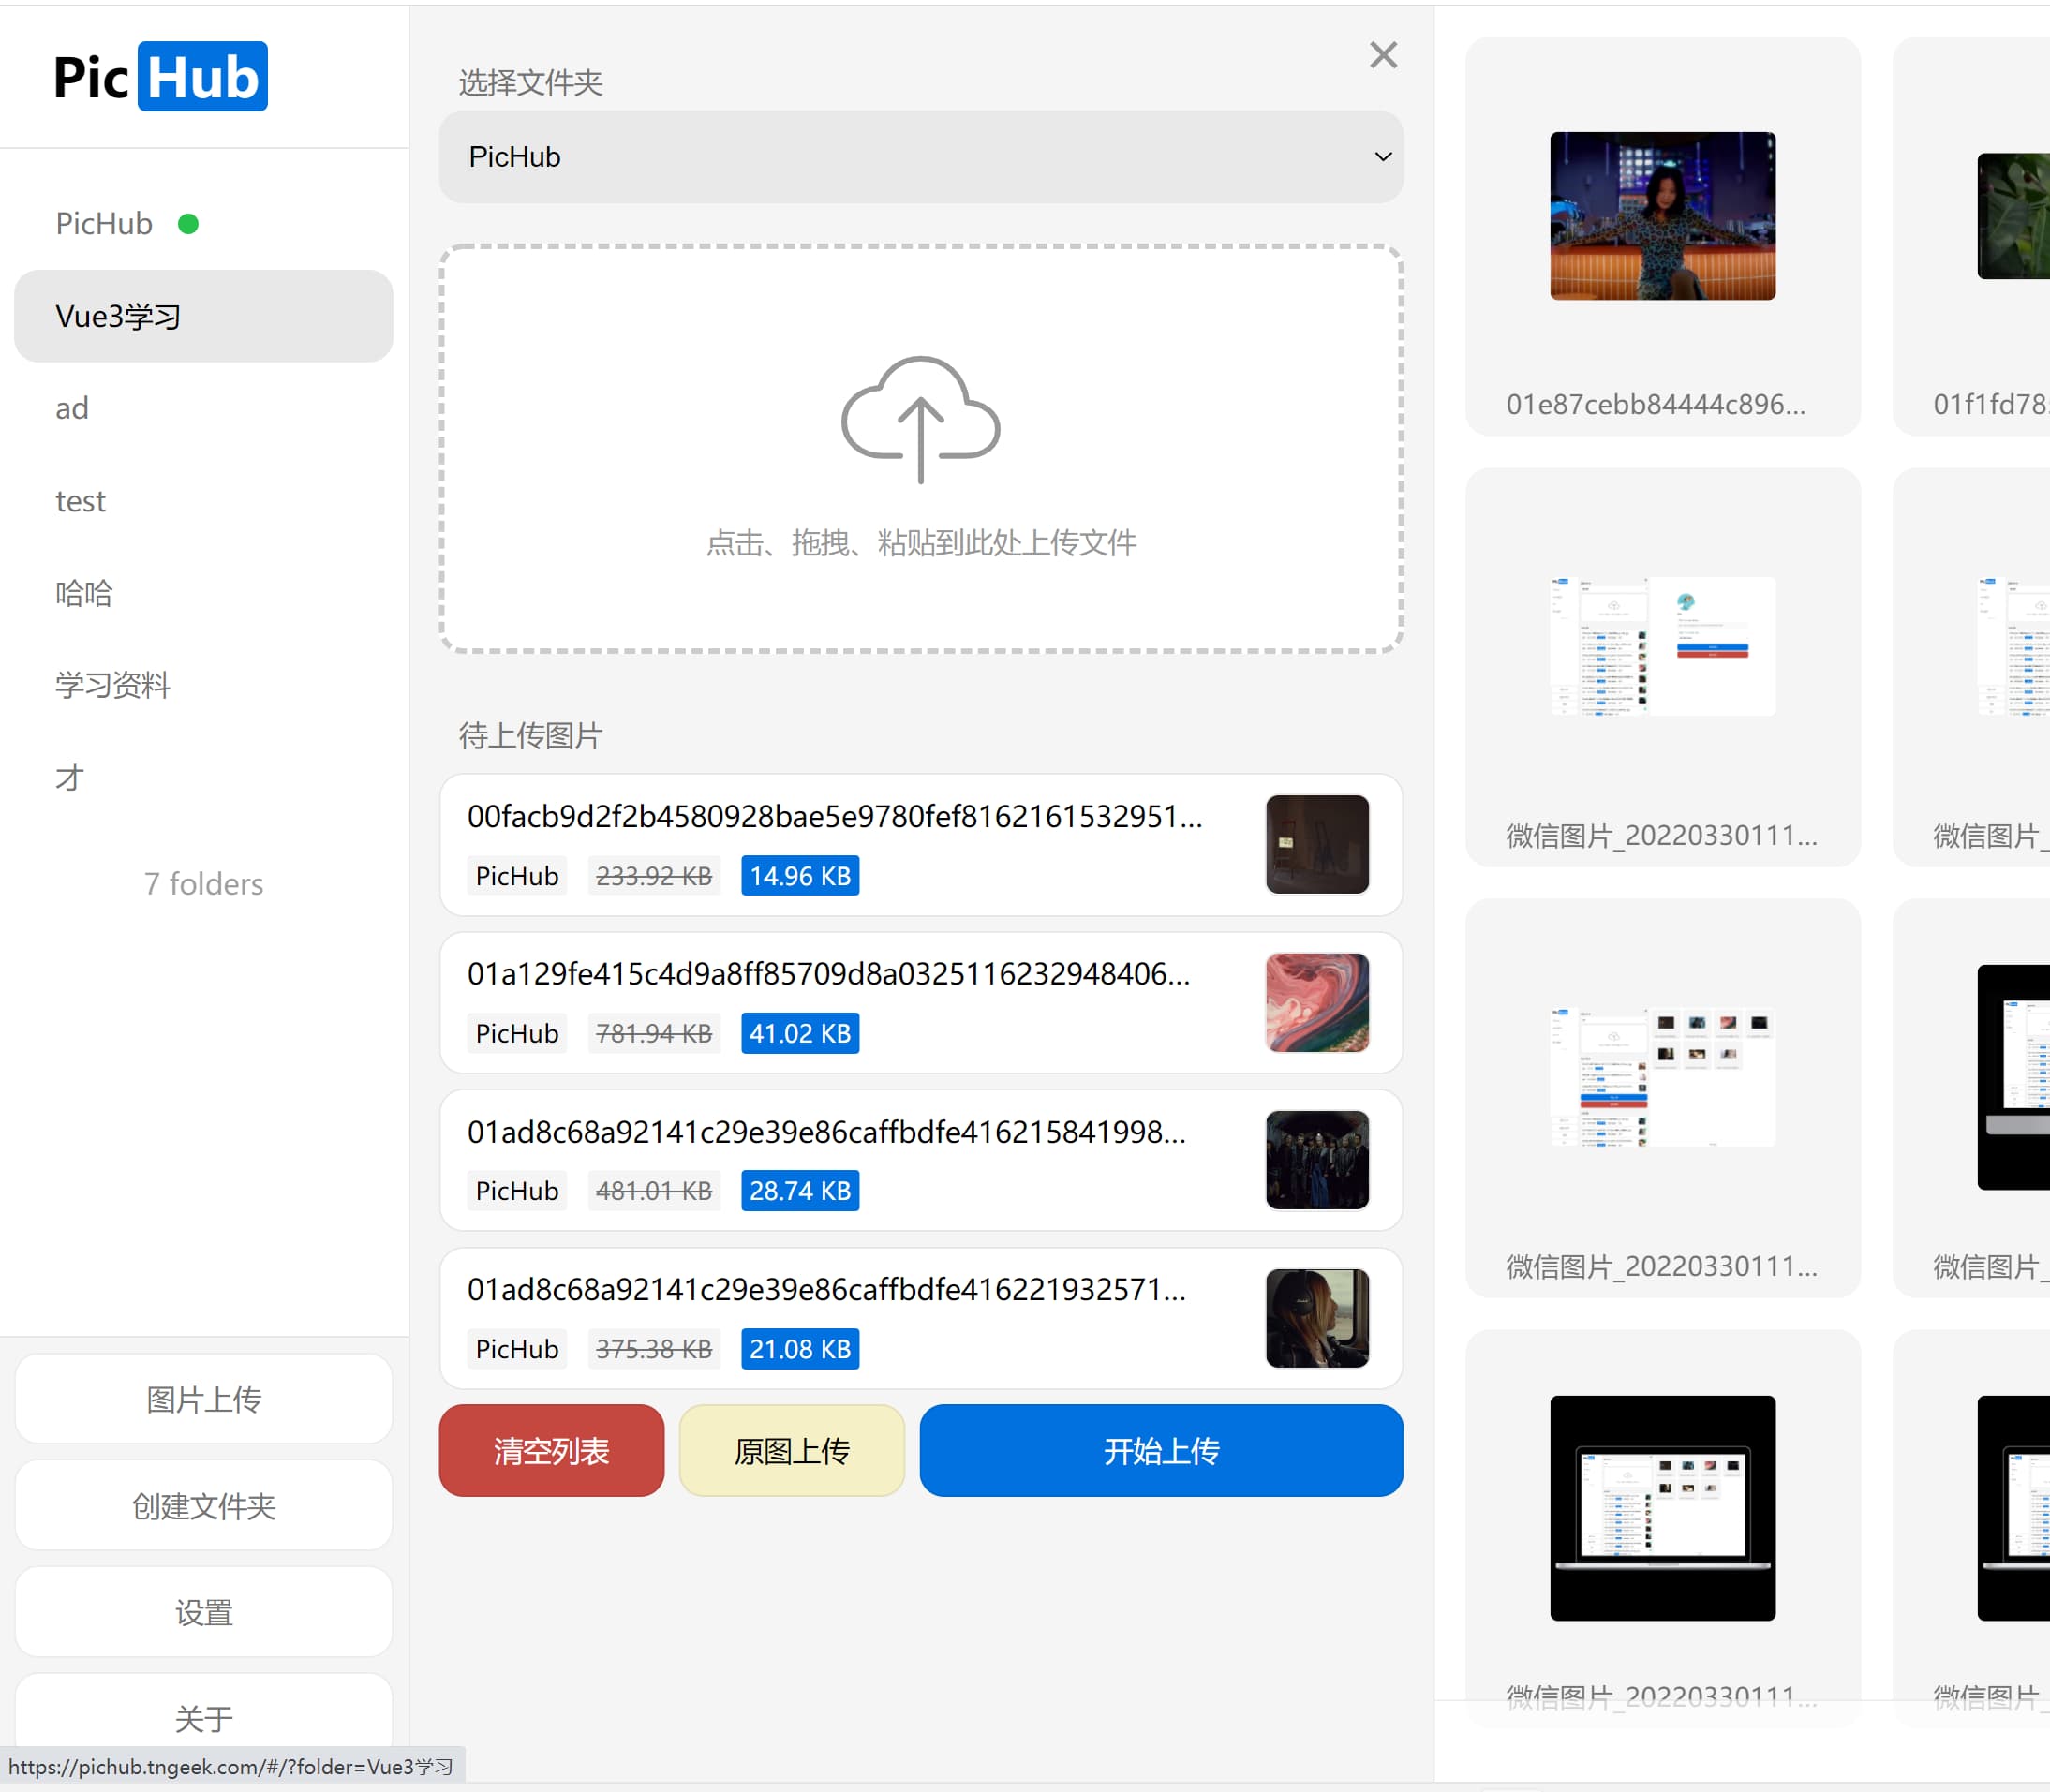 Pic Hub
PicHub
Vue3学习
ad
test
哈哈
学习资料
才
7 folders
图片上传
创建文件夹
设置
关于
https://pichub.tngeek.com/#/?folder=Vue3学习
选择文件夹
PicHub
点击、拖拽、粘贴到此处上传文件
待上传图片
00facb9d2f2b4580928bae5e9780fef8162161532951...
PicHub 233.92 KB 14.96 KB
01a129fe415c4d9a8ff85709d8a0325116232948406...
PicHub 781.94 KB 41.02 KB
01ad8c68a92141c29e39e86caffbdfe416215841998...
PicHub 481.01 KB 28.74 KB
01ad8c68a92141c29e39e86caffbdfe416221932571...
PicHub 375.38 KB 21.08 KB
清空列表 原图上传 开始上传
01e87cebb84444c896... 01f1fd78
微信图片_20220330111... 微信图片_
微信图片_20220330111... 微信图片_
微信图片_20220330111... 微信图片_